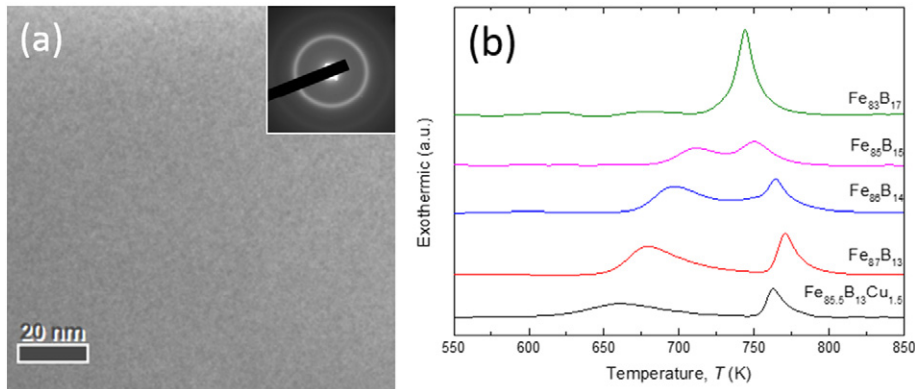 (a)
20 nm
(b)
Exothermic (a.u.)
Fe₈₃B₁₇
Fe₈₅B₁₅
Fe₈₆B₁₄
Fe₈₇B₁₃
Fe₈₅.₅B₁₃Cu₁.₅
550 600 650 700 750 800 850
Temperature, T (K)